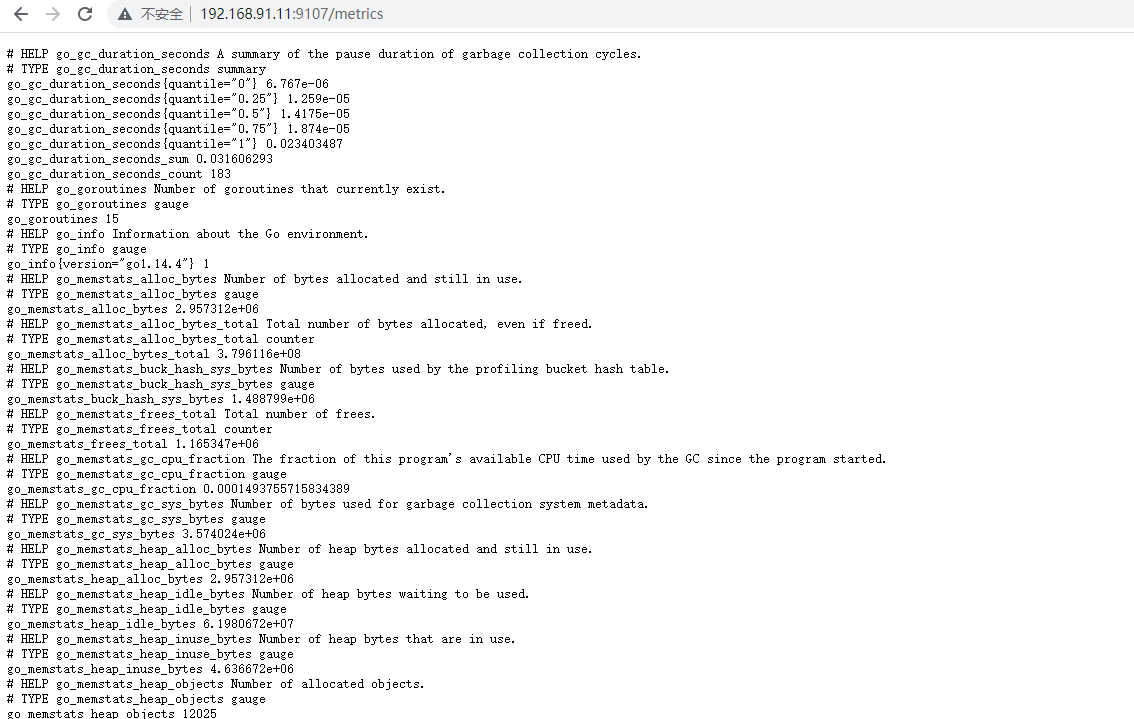 不安全 192.168.91.11:9107/metrics
# HELP go_gc_duration_seconds A summary of the pause duration of garbage collection cycles.
# TYPE go_gc_duration_seconds summary
go_gc_duration_seconds{quantile="0"} 6.767e-06
go_gc_duration_seconds{quantile="0.25"} 1.259e-05
go_gc_duration_seconds{quantile="0.5"} 1.4175e-05
go_gc_duration_seconds{quantile="0.75"} 1.874e-05
go_gc_duration_seconds{quantile="1"} 0.023403487
go_gc_duration_seconds_sum 0.031606293
go_gc_duration_seconds_count 183
# HELP go_goroutines Number of goroutines that currently exist.
# TYPE go_goroutines gauge
go_goroutines 15
# HELP go_info Information about the Go environment.
# TYPE go_info gauge
go_info{version="go1.14.4"} 1
# HELP go_memstats_alloc_bytes Number of bytes allocated and still in use.
# TYPE go_memstats_alloc_bytes gauge
go_memstats_alloc_bytes 2.957312e+06
# HELP go_memstats_alloc_bytes_total Total number of bytes allocated, even if freed.
# TYPE go_memstats_alloc_bytes_total counter
go_memstats_alloc_bytes_total 3.796116e+08
# HELP go_memstats_buck_hash_sys_bytes Number of bytes used by the profiling bucket hash table.
# TYPE go_memstats_buck_hash_sys_bytes gauge
go_memstats_buck_hash_sys_bytes 1.488799e+06
# HELP go_memstats_frees_total Total number of frees.
# TYPE go_memstats_frees_total counter
go_memstats_frees_total 1.165347e+06
# HELP go_memstats_gc_cpu_fraction The fraction of this program's available CPU time used by the GC since the program started.
# TYPE go_memstats_gc_cpu_fraction gauge
go_memstats_gc_cpu_fraction 0.0001493755715834389
# HELP go_memstats_gc_sys_bytes Number of bytes used for garbage collection system metadata.
# TYPE go_memstats_gc_sys_bytes gauge
go_memstats_gc_sys_bytes 3.574024e+06
# HELP go_memstats_heap_alloc_bytes Number of heap bytes allocated and still in use.
# TYPE go_memstats_heap_alloc_bytes gauge
go_memstats_heap_alloc_bytes 2.957312e+06
# HELP go_memstats_heap_idle_bytes Number of heap bytes waiting to be used.
# TYPE go_memstats_heap_idle_bytes gauge
go_memstats_heap_idle_bytes 6.1980672e+07
# HELP go_memstats_heap_inuse_bytes Number of heap bytes that are in use.
# TYPE go_memstats_heap_inuse_bytes gauge
go_memstats_heap_inuse_bytes 4.636672e+06
# HELP go_memstats_heap_objects Number of allocated objects.
# TYPE go_memstats_heap_objects gauge
go_memstats_heap_objects 12025